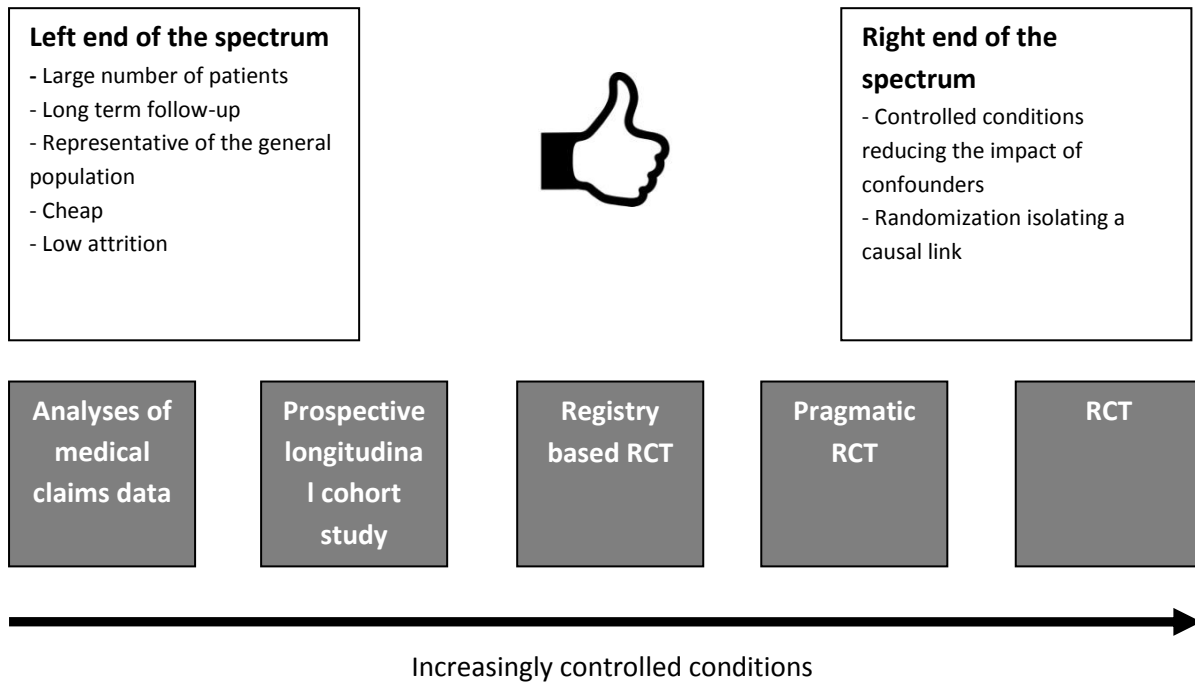 Left end of the spectrum
- Large number of patients
- Long term follow-up
- Representative of the general
population
- Cheap
- Low attrition
Right end of the
spectrum
- Controlled conditions
reducing the impact of
confounders
- Randomization isolating a
causal link
Analyses of
medical
claims data
Prospective
longitudina
l cohort
study
Registry
based RCT
Pragmatic
RCT
RCT
Increasingly controlled conditions